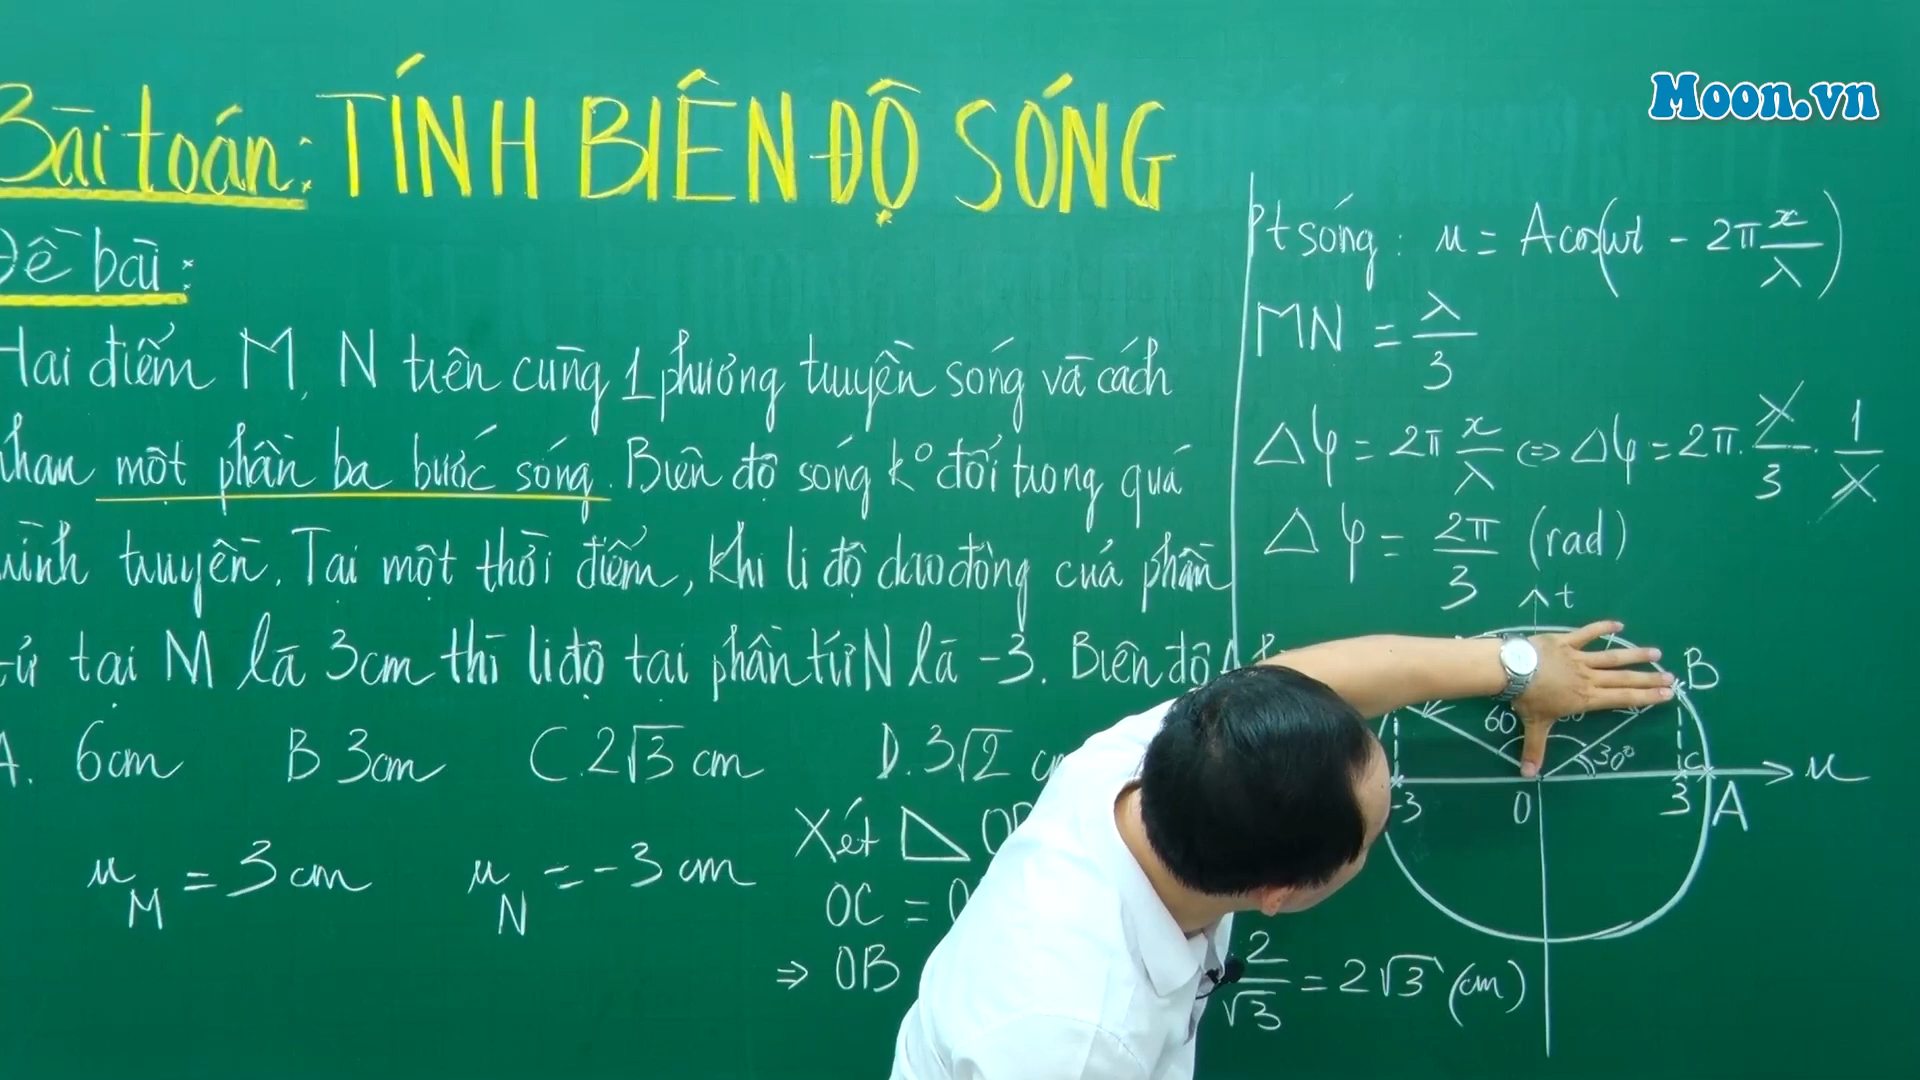 Moon.vn
Bài toán: TÍNH BIÊN ĐỘ SÓNG
Đề bài:
Hai điểm M, N trên cùng 1 phương truyền sóng và cách
nhau một phần ba bước sóng. Biên độ sóng k° đổi trong quá
trình truyền. Tại một thời điểm, khi li độ dao động của phần
tử tại M là 3cm thì li độ tại phần tử N là -3. Biên độ A
A. 6cm B 3cm C. 2√3 cm D. 3√2 cm
u_M = 3 cm u_N = -3 cm
Xét △ OB
OC = O
⇒ OB
2/√3 = 2√3 (cm)
Pt sóng: u = Acos(ωt - 2π x/λ)
MN = λ/3
Δφ = 2π x/λ ⇔ Δφ = 2π. λ/3 . 1/λ
Δφ = 2π/3 (rad)
t
B
60 30°
C
-3 O 3 A u